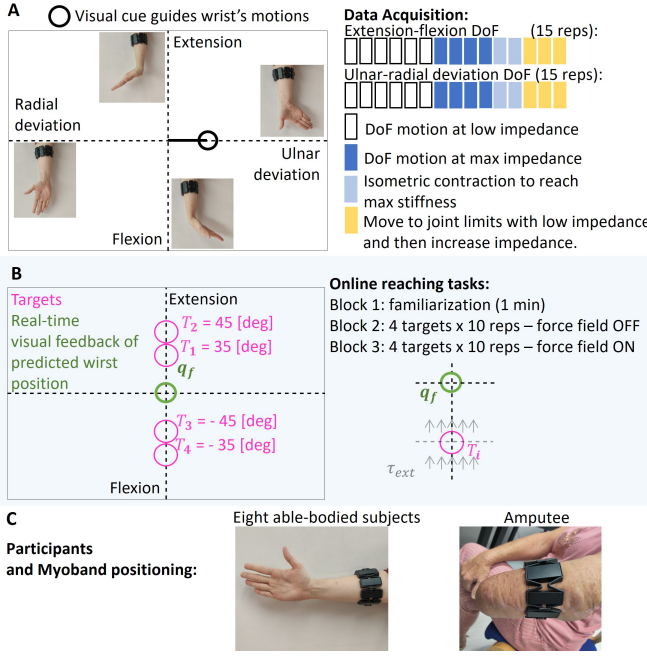 A
Visual cue guides wrist's motions
Extension
Radial
deviation
Ulnar
deviation
Flexion
Data Acquisition:
Extension-flexion DoF (15 reps):
Ulnar-radial deviation DoF (15 reps):
DoF motion at low impedance
DoF motion at max impedance
Isometric contraction to reach
max stiffness
Move to joint limits with low impedance
and then increase impedance.
B
Targets
Real-time
visual feedback of
predicted wirst
position
Extension
T₂ = 45 [deg]
T₁ = 35 [deg]
q_f
T₃ = - 45 [deg]
T₄ = - 35 [deg]
Flexion
Online reaching tasks:
Block 1: familiarization (1 min)
Block 2: 4 targets x 10 reps – force field OFF
Block 3: 4 targets x 10 reps – force field ON
q_f
T_i
τ_ext
C
Participants
and Myoband positioning:
Eight able-bodied subjects
Amputee